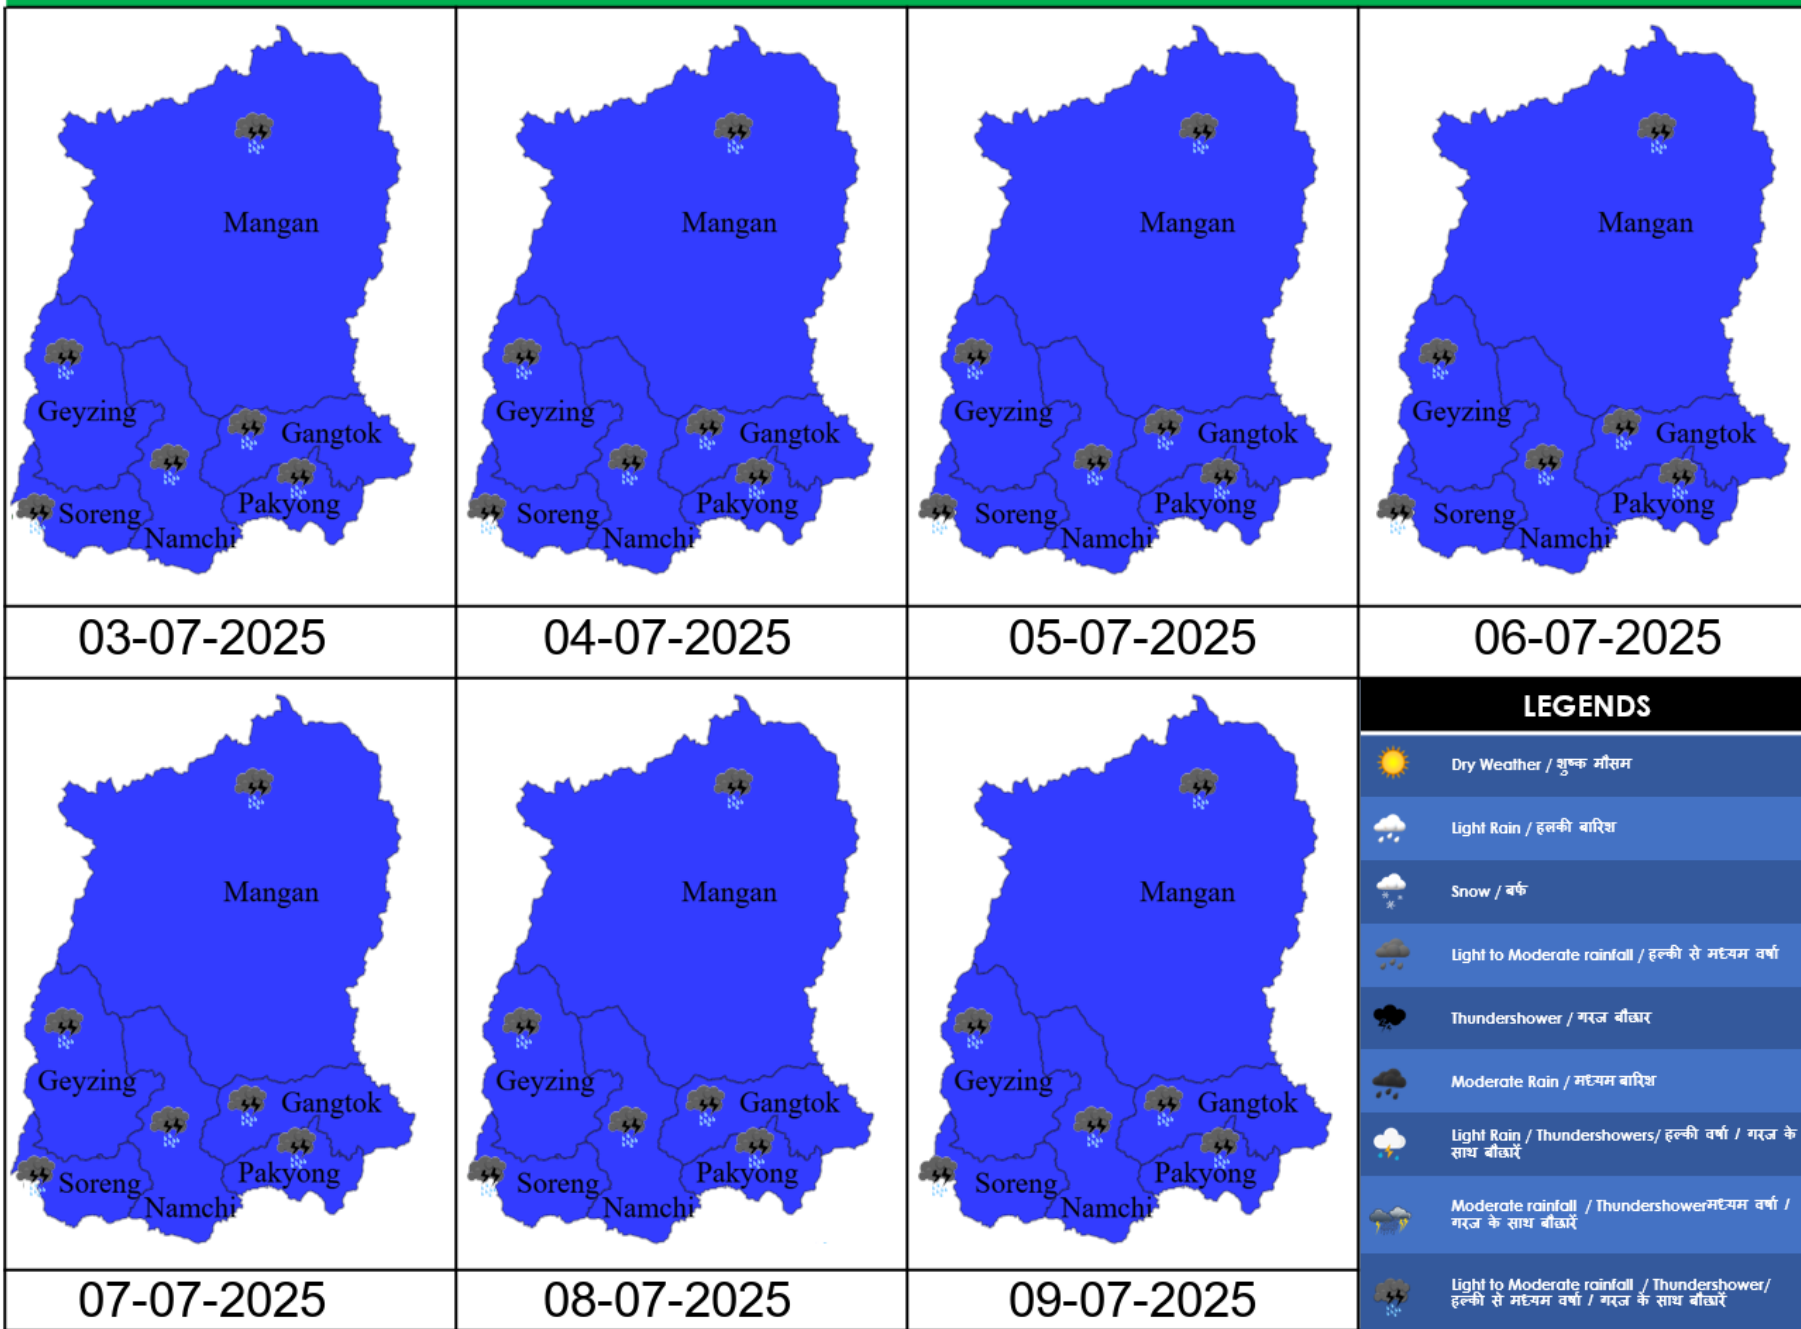 Mangan
Geyzing
Gangtok
Soreng
Pakyong
Namchi
Mangan
Geyzing
Gangtok
Soreng
Pakyong
Namchi
Mangan
Geyzing
Gangtok
Soreng
Pakyong
Namchi
Mangan
Geyzing
Gangtok
Soreng
Pakyong
Namchi
03-07-2025
04-07-2025
05-07-2025
06-07-2025
Mangan
Geyzing
Gangtok
Soreng
Pakyong
Namchi
Mangan
Geyzing
Gangtok
Soreng
Pakyong
Namchi
Mangan
Geyzing
Gangtok
Soreng
Pakyong
Namchi
07-07-2025
08-07-2025
09-07-2025
LEGENDS
Dry Weather / शुष्क मौसम
Light Rain / हलकी बारिश
Snow / बर्फ
Light to Moderate rainfall / हल्की से मध्यम वर्षा
Thundershower / गरज बौछार
Moderate Rain / मध्यम बारिश
Light Rain / Thundershowers/ हल्की वर्षा / गरज के
साथ बौछारें
Moderate rainfall / Thundershowerमध्यम वर्षा /
गरज के साथ बौछारें
Light to Moderate rainfall / Thundershower/
हल्की से मध्यम वर्षा / गरज के साथ बौछारें